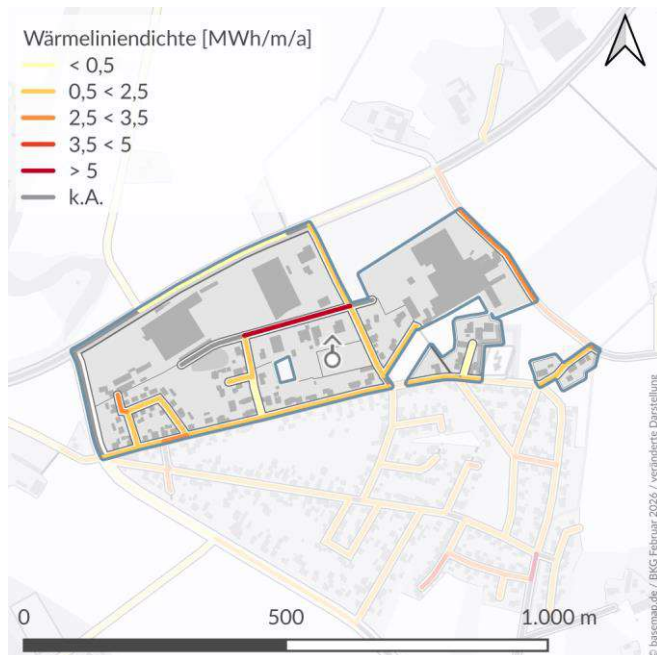 Wärmeliniendichte [MWh/m/a]
< 0,5
0,5 < 2,5
2,5 < 3,5
3,5 < 5
> 5
k.A.
0 500 1.000 m
© basemap.de / BKG Februar 2026 / veränderte Darstellung